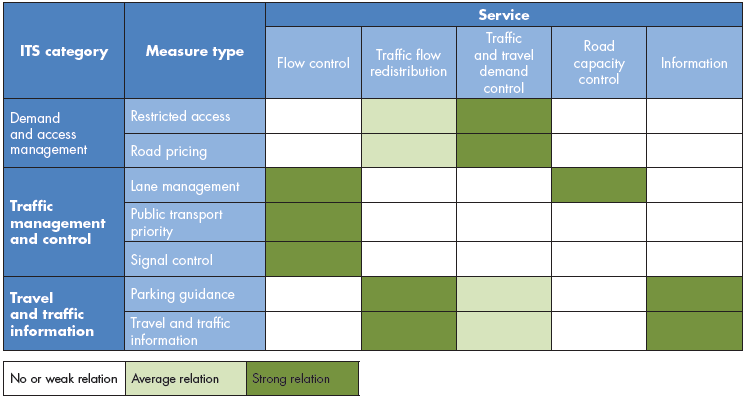 ITS category
Measure type
Service
Flow control
Traffic flow
redistribution
Traffic
and travel
demand
control
Road
capacity
control
Information
Demand
and access
management
Restricted access
Road pricing
Traffic
management
and control
Lane management
Public transport
priority
Signal control
Travel
and traffic
information
Parking guidance
Travel and traffic
information
No or weak relation
Average relation
Strong relation